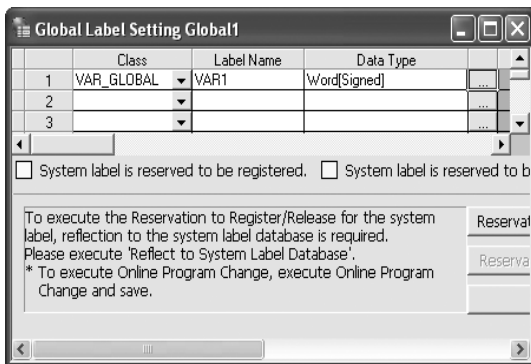 Global Label Setting Global1
Class Label Name Data Type
1 VAR_GLOBAL VAR1 Word[Signed] ...
2 ...
3 ...
System label is reserved to be registered. System label is reserved to b
To execute the Reservation to Register/Release for the system
label, reflection to the system label database is required.
Please execute 'Reflect to System Label Database'.
* To execute Online Program Change, execute Online Program
Change and save.
Reservat
Reserva